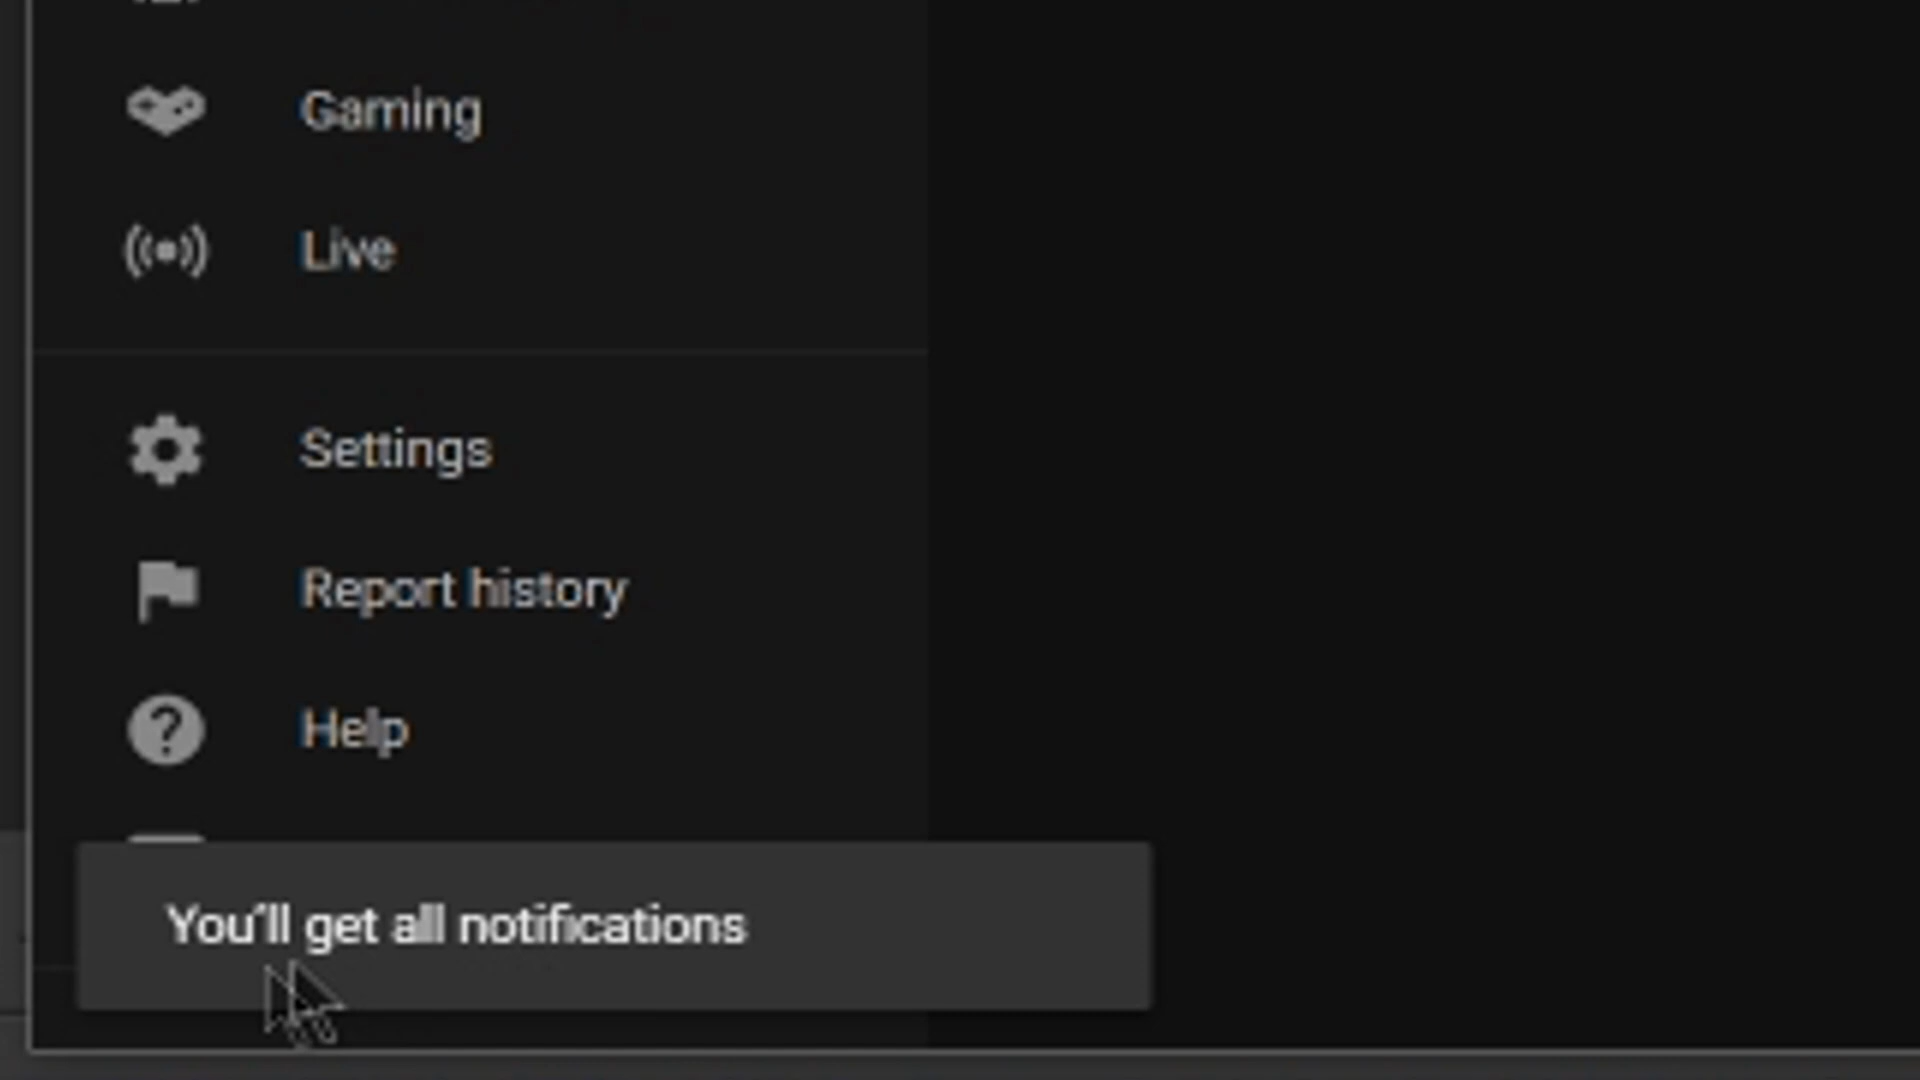 Gaming
Live
Settings
Report history
Help
You'll get all notifications